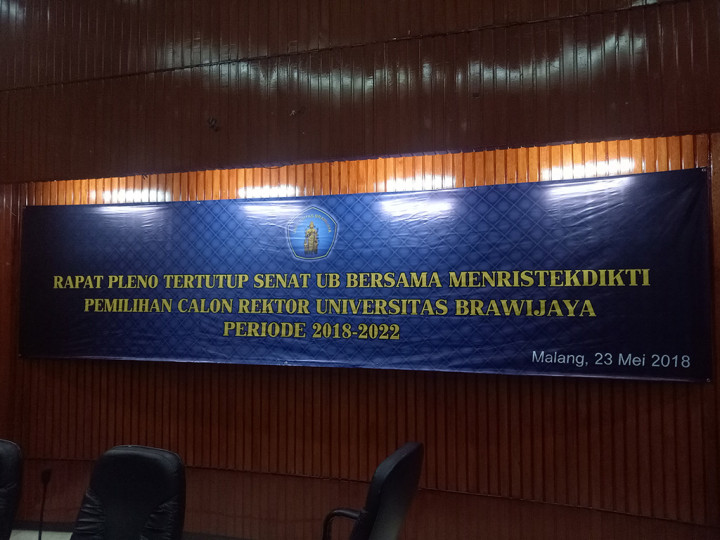 RAPAT PLENO TERTUTUP SENAT UB BERSAMA MENRISTEKDIKTI
PEMILIHAN CALON REKTOR UNIVERSITAS BRAWIJAYA
PERIODE 2018-2022
Malang, 23 Mei 2018